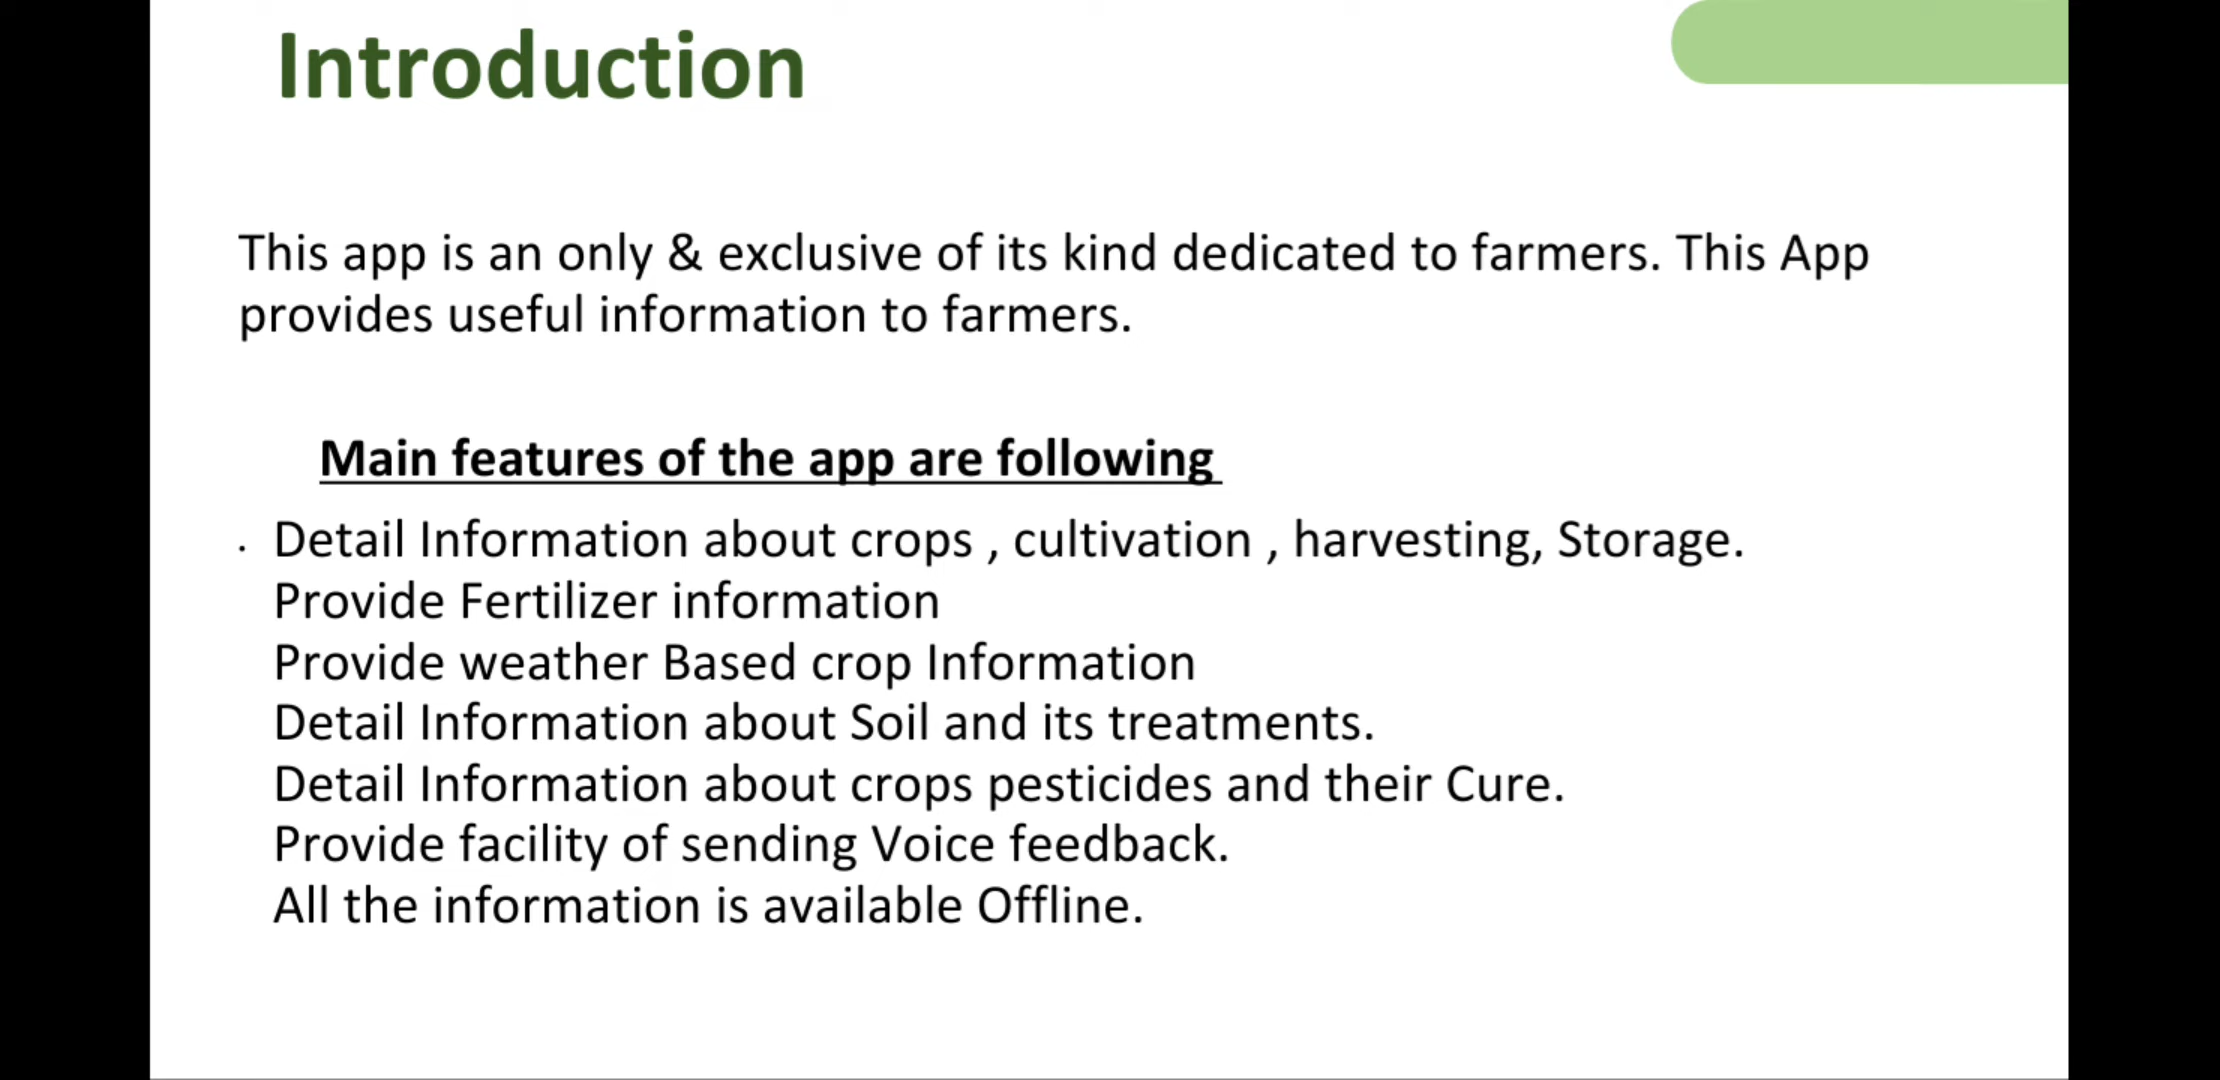 Introduction
This app is an only & exclusive of its kind dedicated to farmers. This App
provides useful information to farmers.
Main features of the app are following
. Detail Information about crops , cultivation , harvesting, Storage.
Provide Fertilizer information
Provide weather Based crop Information
Detail Information about Soil and its treatments.
Detail Information about crops pesticides and their Cure.
Provide facility of sending Voice feedback.
All the information is available Offline.